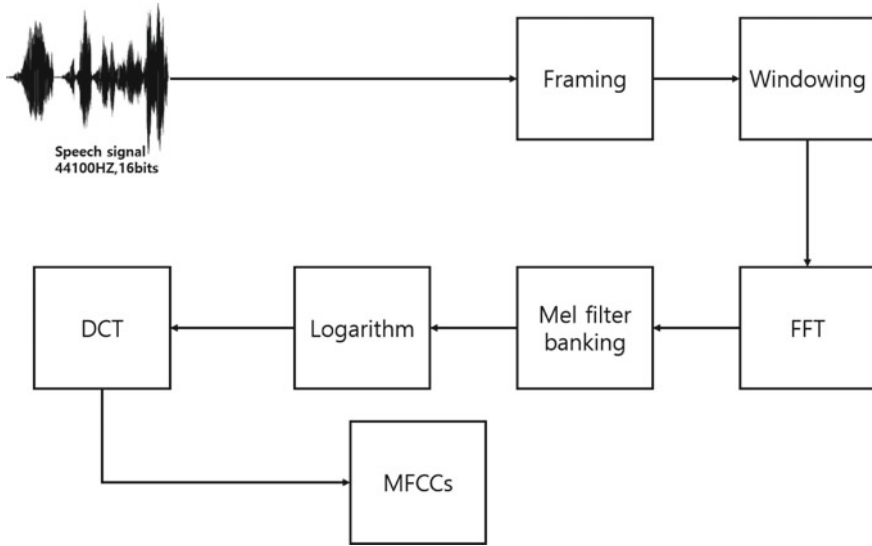 Speech signal
44100HZ,16bits
Framing
Windowing
FFT
Mel filter
banking
Logarithm
DCT
MFCCs